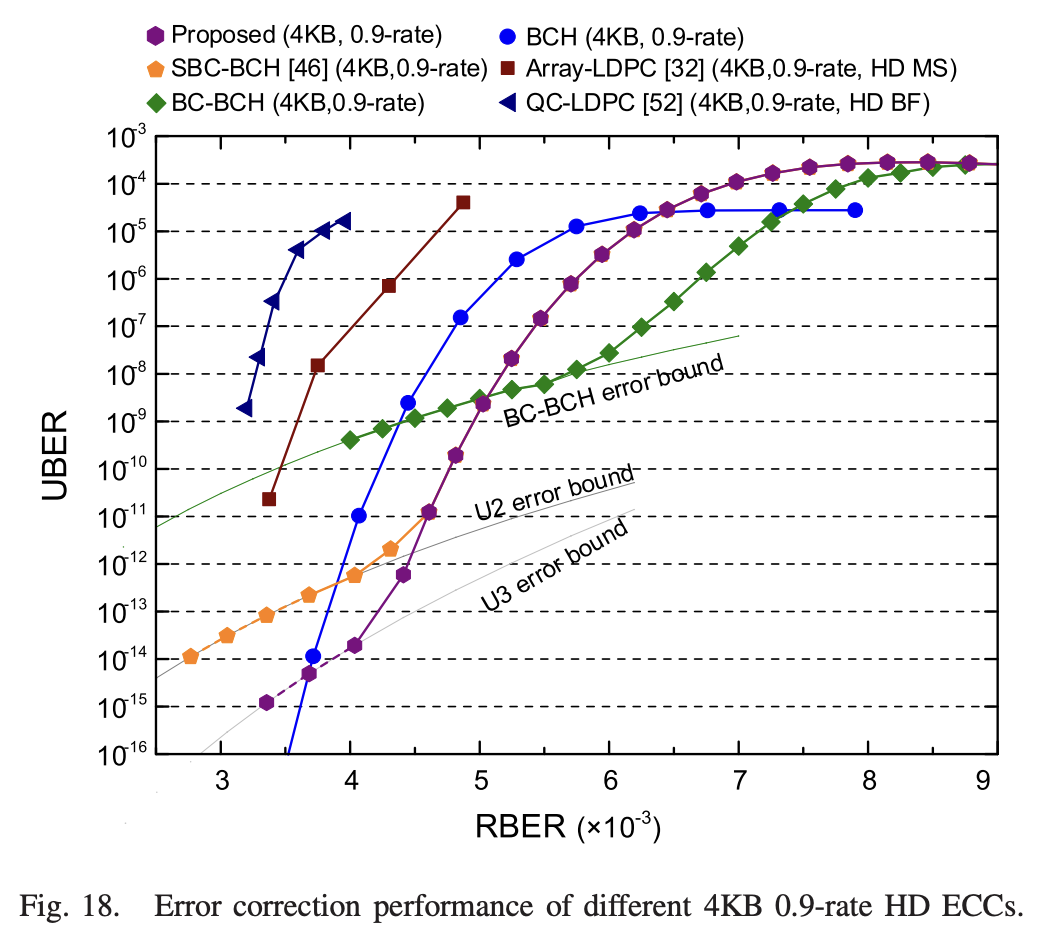 Proposed (4KB, 0.9-rate)
BCH (4KB, 0.9-rate)
SBC-BCH [46] (4KB,0.9-rate)
Array-LDPC [32] (4KB,0.9-rate, HD MS)
BC-BCH (4KB,0.9-rate)
QC-LDPC [52] (4KB,0.9-rate, HD BF)
10⁻³
10⁻⁴
10⁻⁵
10⁻⁶
10⁻⁷
10⁻⁸
10⁻⁹
10⁻¹⁰
10⁻¹¹
10⁻¹²
10⁻¹³
10⁻¹⁴
10⁻¹⁵
10⁻¹⁶
UBER
BC-BCH error bound
U2 error bound
U3 error bound
3 4 5 6 7 8 9
RBER (×10⁻³)
Fig. 18. Error correction performance of different 4KB 0.9-rate HD ECCs.